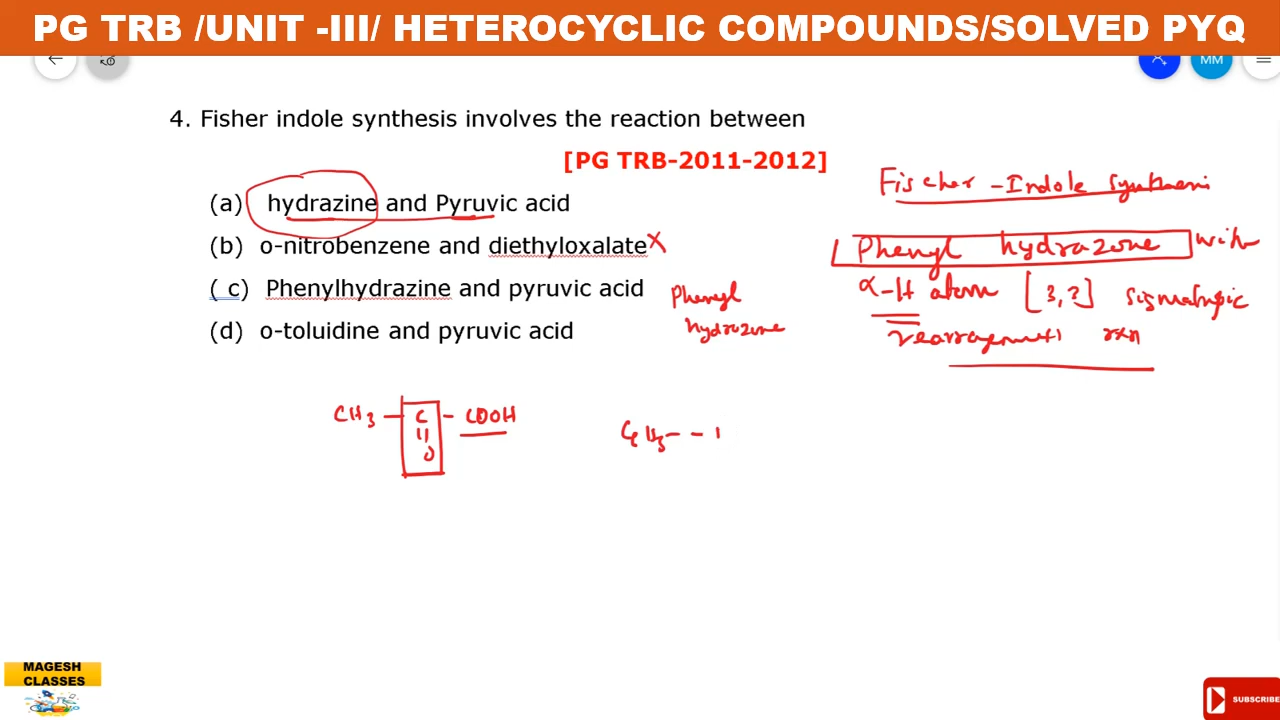 PG TRB /UNIT -III/ HETEROCYCLIC COMPOUNDS/SOLVED PYQ
MM
4. Fisher indole synthesis involves the reaction between
[PG TRB-2011-2012]
(a) hydrazine and Pyruvic acid
(b) o-nitrobenzene and diethyloxalate x
( c) Phenylhydrazine and pyruvic acid
(d) o-toluidine and pyruvic acid
Fischer - Indole synthesis
Phenyl hydrazone with
α-H atom [3,3] sigmatropic
rearrangement rxn
Phenyl
hydrazone
CH3 - C - COOH
||
O
MAGESH
CLASSES
SUBSCRIBE